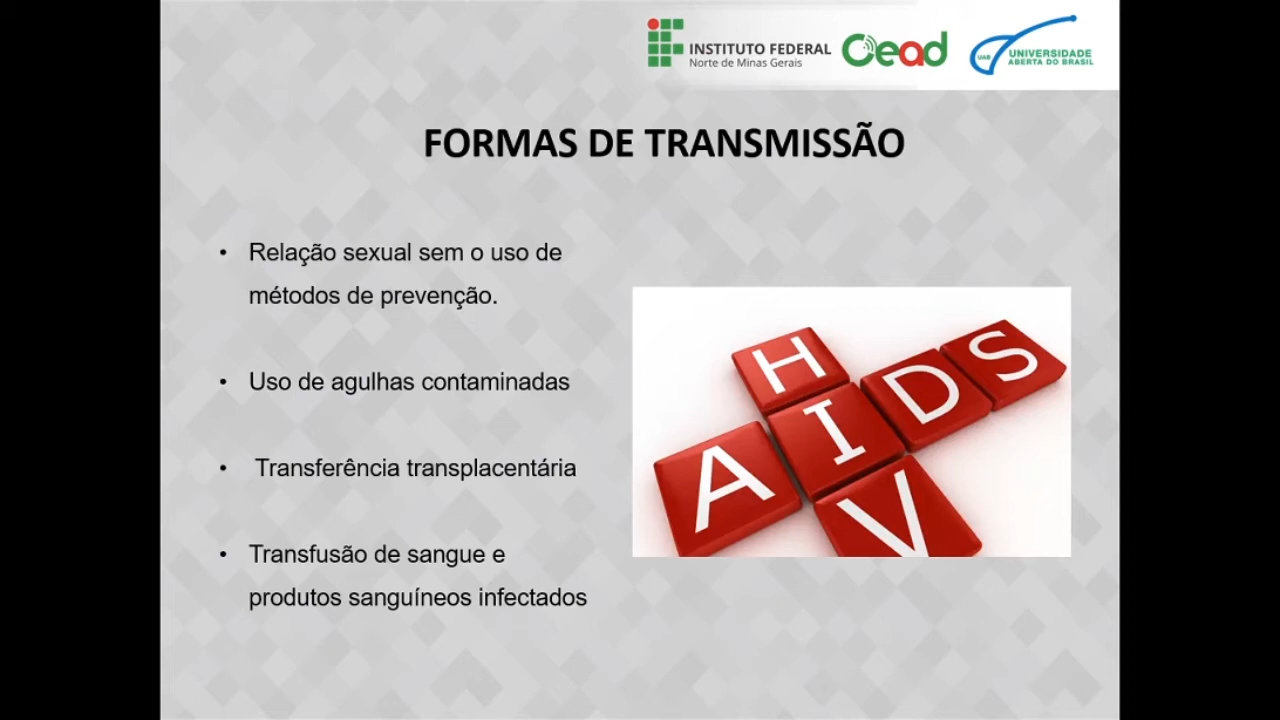 INSTITUTO FEDERAL
Norte de Minas Gerais
Cead
UAB
UNIVERSIDADE
ABERTA DO BRASIL
FORMAS DE TRANSMISSÃO
• Relação sexual sem o uso de
métodos de prevenção.
• Uso de agulhas contaminadas
• Transferência transplacentária
• Transfusão de sangue e
produtos sanguíneos infectados
HIV
AIDS